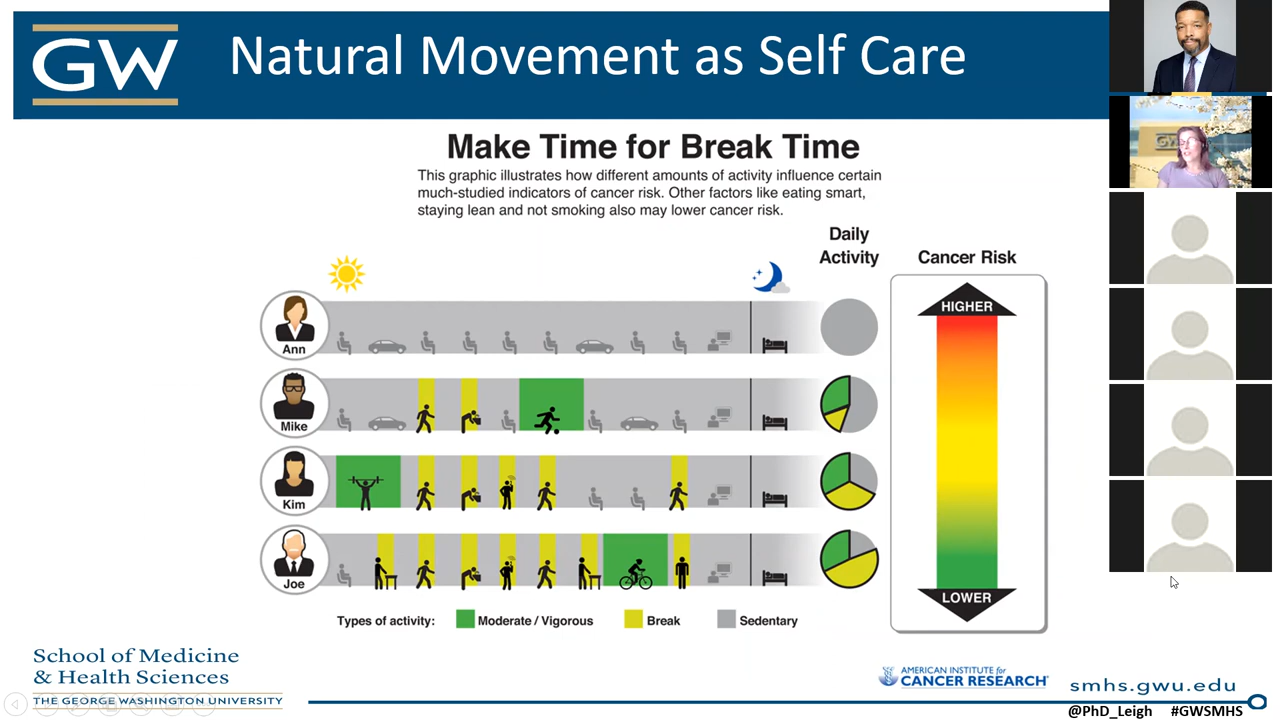 GW
Natural Movement as Self Care
Make Time for Break Time
This graphic illustrates how different amounts of activity influence certain
much-studied indicators of cancer risk. Other factors like eating smart,
staying lean and not smoking also may lower cancer risk.
Daily
Activity
Cancer Risk
HIGHER
Ann
Mike
Kim
Joe
LOWER
Types of activity: Moderate / Vigorous Break Sedentary
School of Medicine
& Health Sciences
THE GEORGE WASHINGTON UNIVERSITY
AMERICAN INSTITUTE for
CANCER RESEARCH
smhs.gwu.edu
@PhD_Leigh #GWSMHS